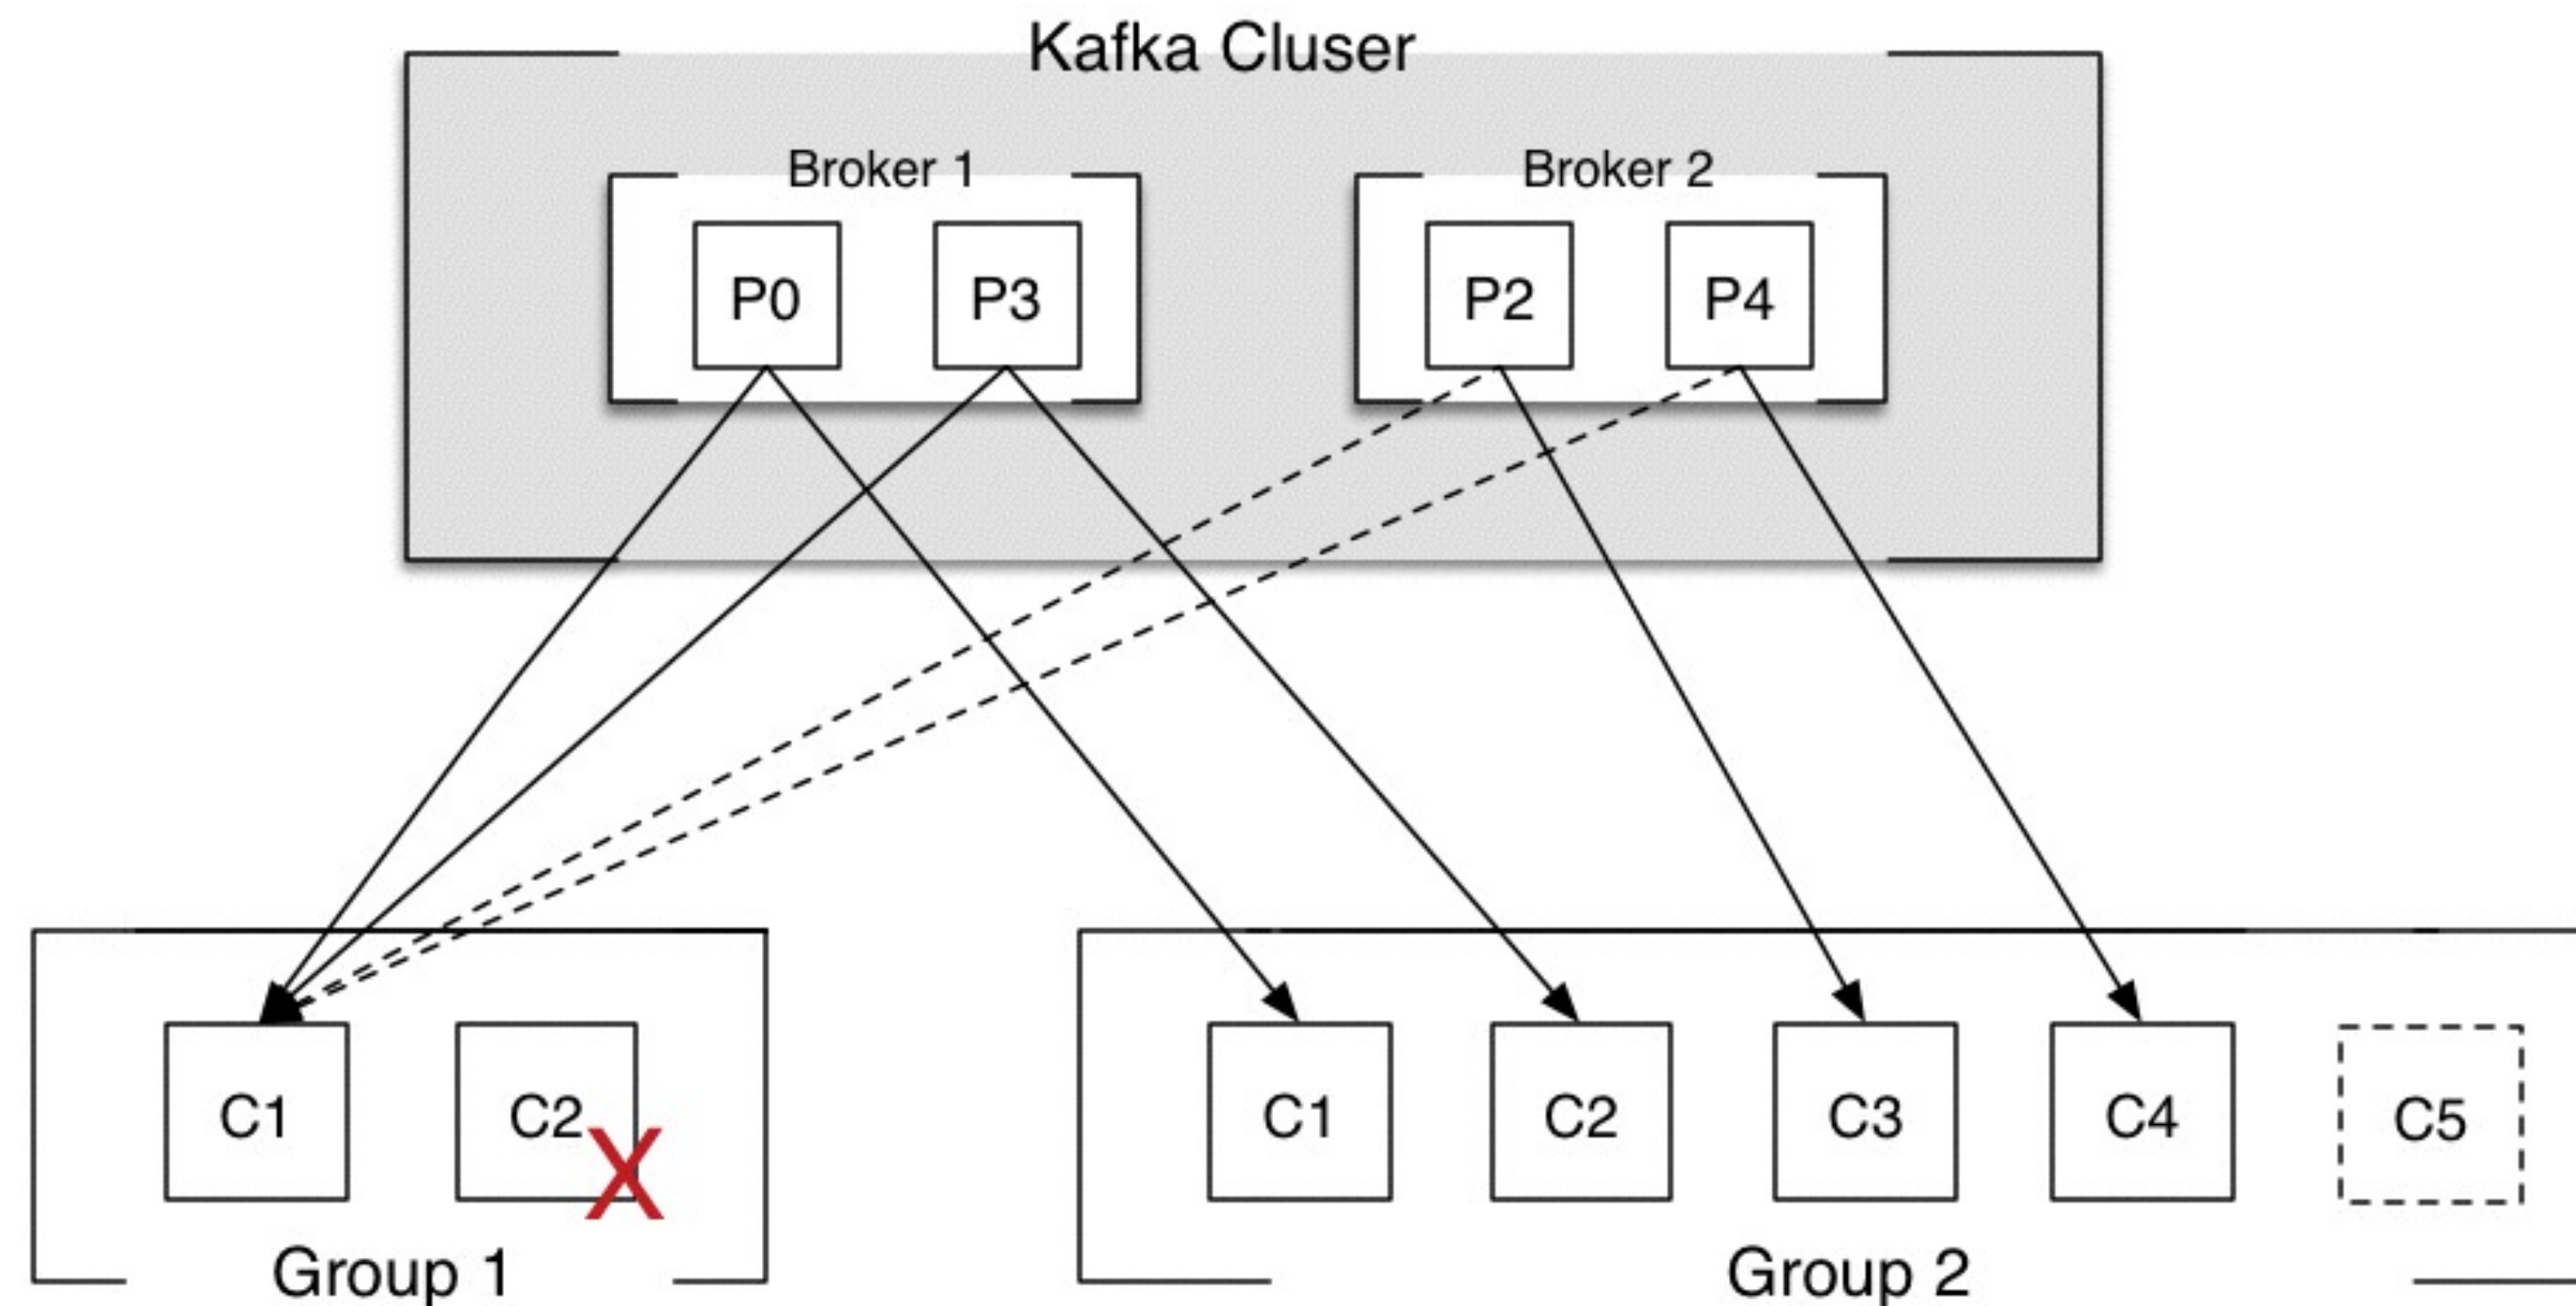 Kafka Cluser
Broker 1
Broker 2
P0
P3
P2
P4
C1
C2
X
Group 1
C1
C2
C3
C4
C5
Group 2